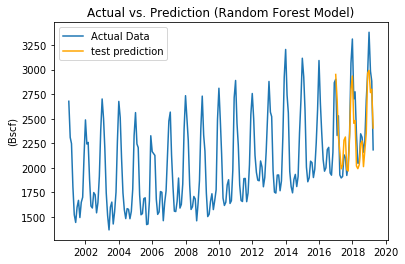 Actual vs. Prediction (Random Forest Model)
Actual Data
test prediction
(Bscf)
3250
3000
2750
2500
2250
2000
1750
1500
2002 2004 2006 2008 2010 2012 2014 2016 2018 2020